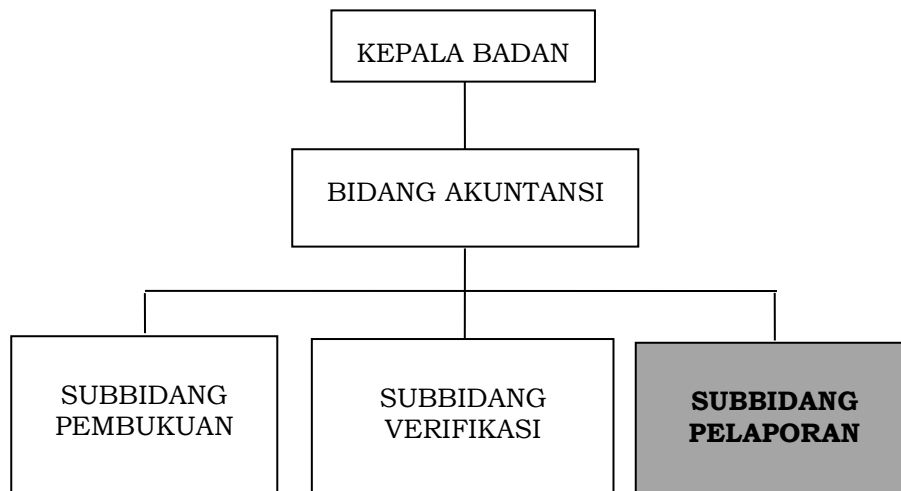 KEPALA BADAN
BIDANG AKUNTANSI
SUBBIDANG
PEMBUKUAN
SUBBIDANG
VERIFIKASI
SUBBIDANG
PELAPORAN